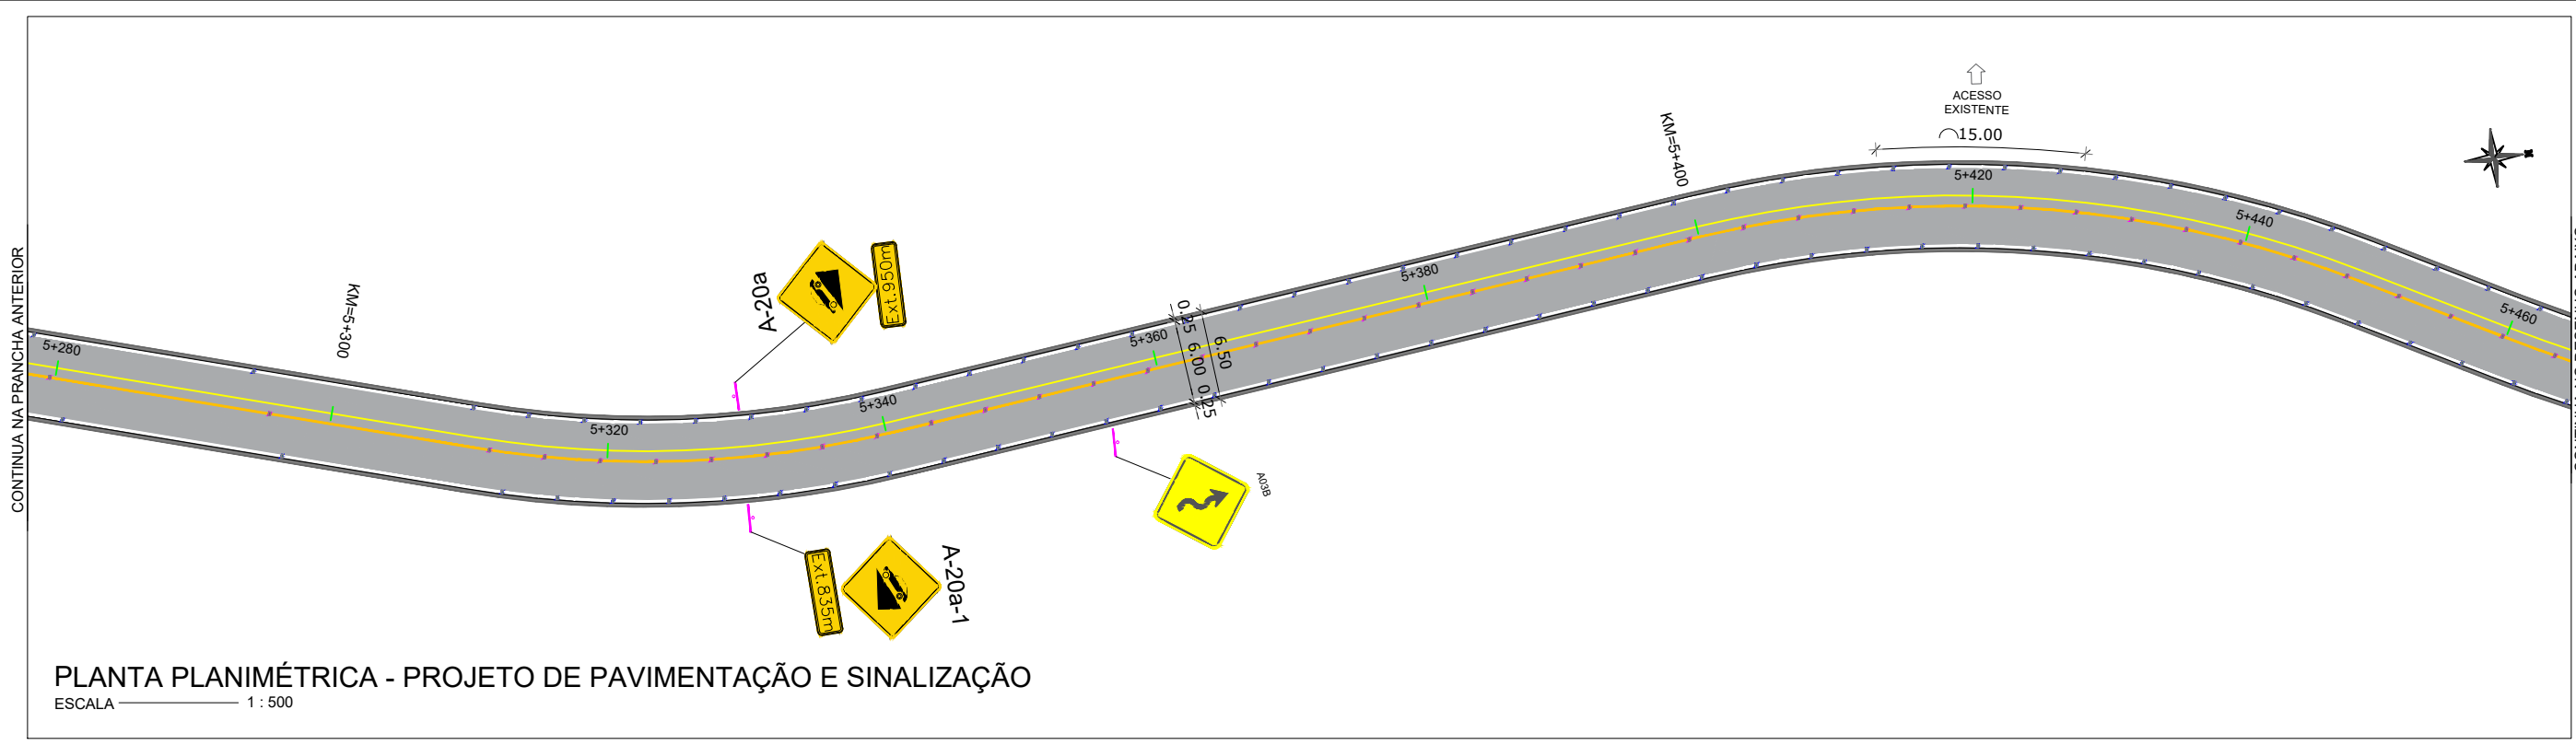 CONTINUA NA PRANCHA ANTERIOR
5+280
KM=5+300
5+320
A-20a
Ext.950m
5+340
Ext.835m
A-20a-1
5+360
0.25
6.00
0.25
6.50
A03B
5+380
KM=5+400
ACESSO
EXISTENTE
15.00
5+420
5+440
5+460
PLANTA PLANIMÉTRICA - PROJETO DE PAVIMENTAÇÃO E SINALIZAÇÃO
ESCALA 1 : 500